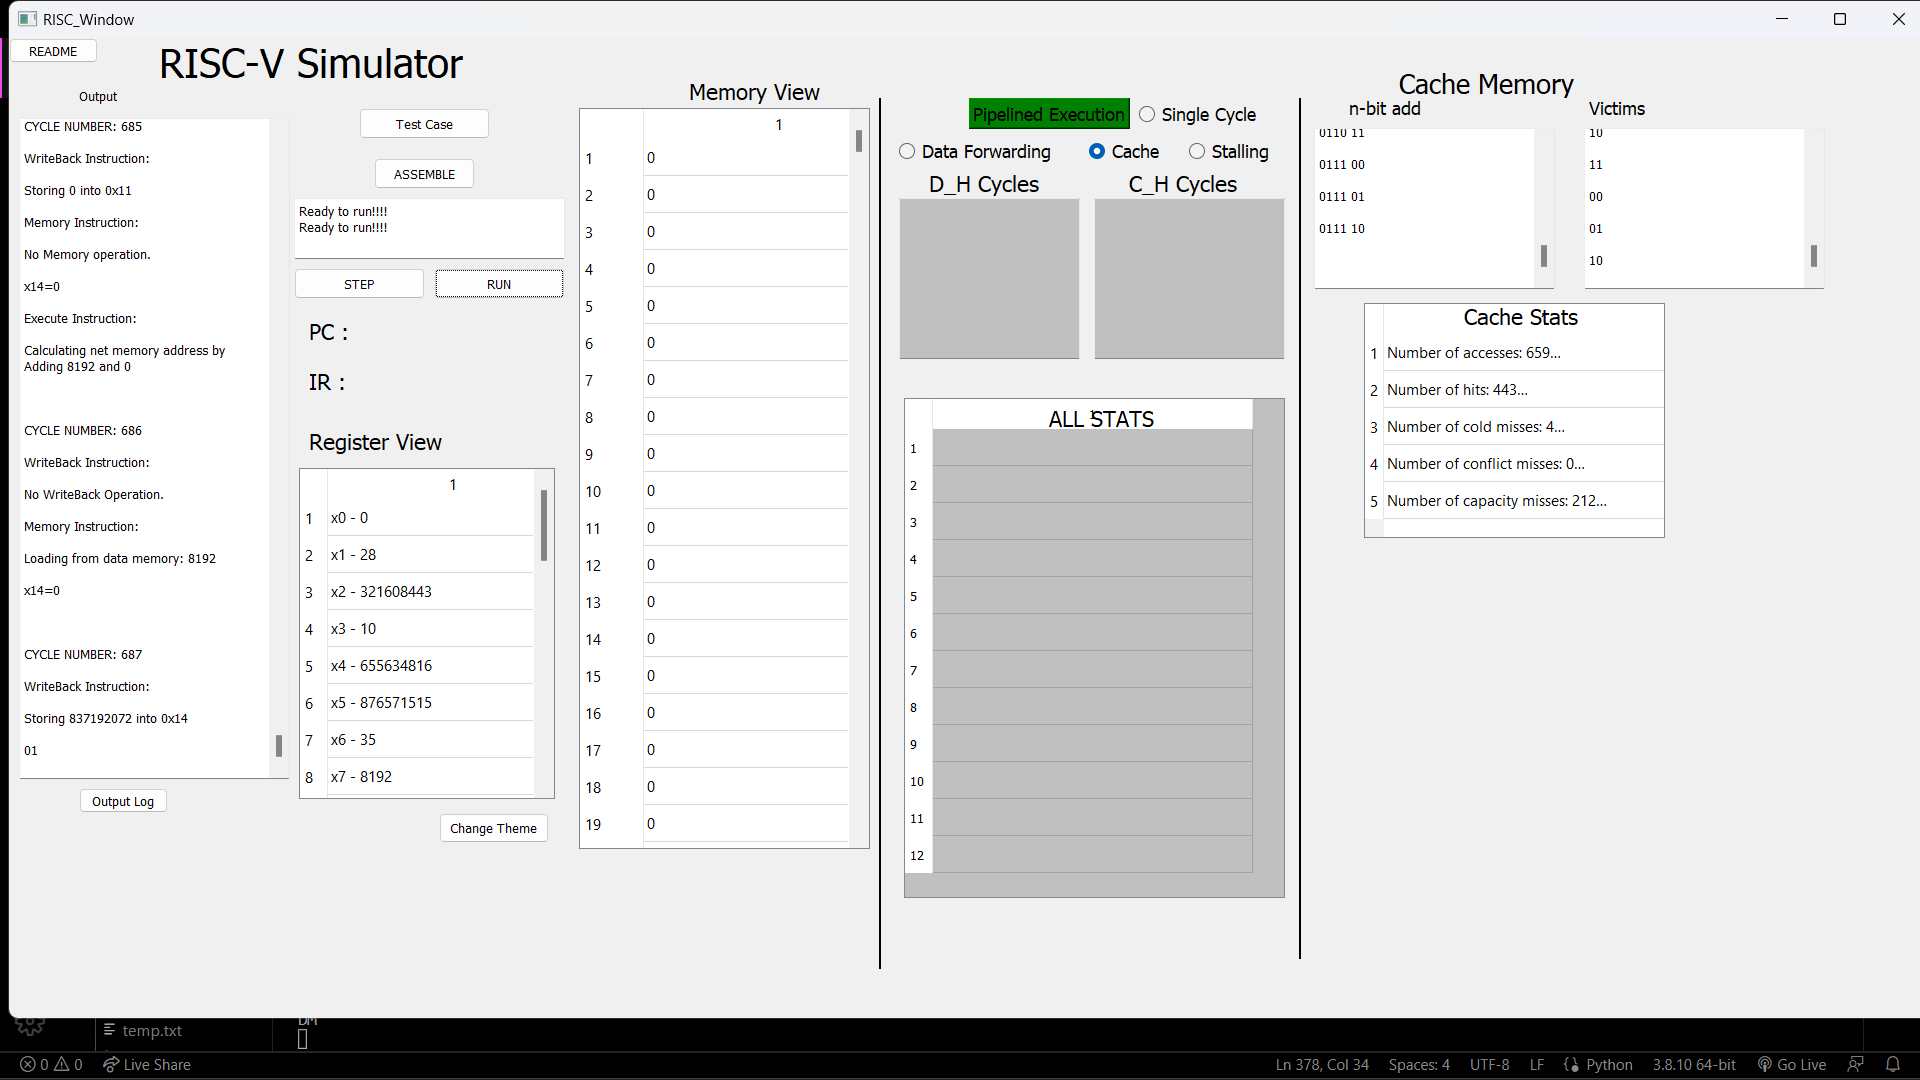 RISC_Window
README
RISC-V Simulator
Output
CYCLE NUMBER: 685
WriteBack Instruction:
Storing 0 into 0x11
Memory Instruction:
No Memory operation.
x14=0
Execute Instruction:
Calculating net memory address by
Adding 8192 and 0
CYCLE NUMBER: 686
WriteBack Instruction:
No WriteBack Operation.
Memory Instruction:
Loading from data memory: 8192
x14=0
CYCLE NUMBER: 687
WriteBack Instruction:
Storing 837192072 into 0x14
01
Output Log
Test Case
ASSEMBLE
Ready to run!!!!
Ready to run!!!!
STEP
RUN
PC :
IR :
Register View
1
1 x0 - 0
2 x1 - 28
3 x2 - 321608443
4 x3 - 10
5 x4 - 655634816
6 x5 - 876571515
7 x6 - 35
8 x7 - 8192
Change Theme
Memory View
1
1 0
2 0
3 0
4 0
5 0
6 0
7 0
8 0
9 0
10 0
11 0
12 0
13 0
14 0
15 0
16 0
17 0
18 0
19 0
Pipelined Execution
Single Cycle
Data Forwarding
Cache
Stalling
D_H Cycles
C_H Cycles
ALL STATS
1
2
3
4
5
6
7
8
9
10
11
12
Cache Memory
n-bit add
0110 11
0111 00
0111 01
0111 10
Victims
10
11
00
01
10
Cache Stats
1 Number of accesses: 659...
2 Number of hits: 443...
3 Number of cold misses: 4...
4 Number of conflict misses: 0...
5 Number of capacity misses: 212...
temp.txt
DM
0 0 Live Share
Ln 378, Col 34
Spaces: 4
UTF-8
LF
Python
3.8.10 64-bit
Go Live